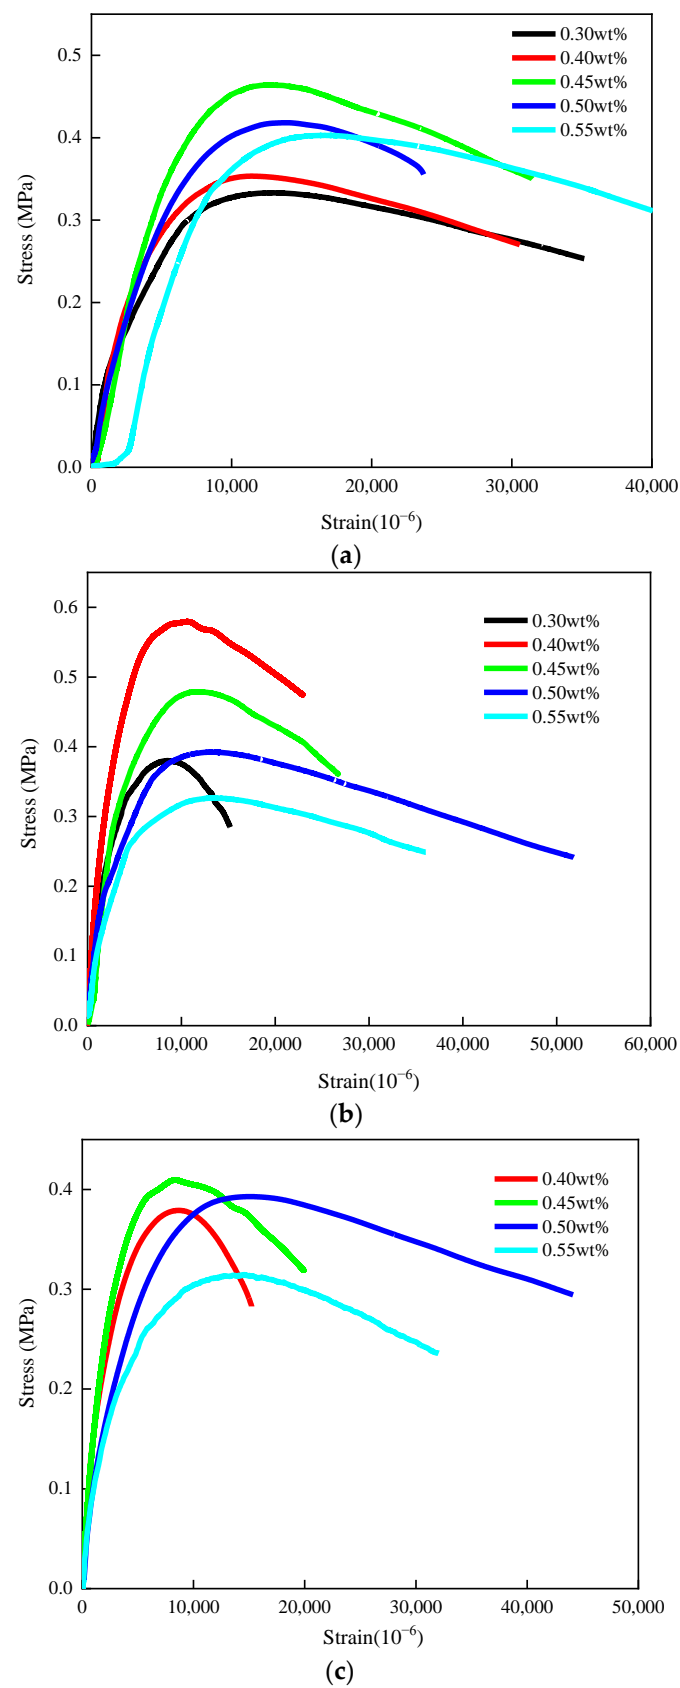 0.5
0.30wt%
0.40wt%
0.45wt%
0.4
0.50wt%
0.55wt%
0.3
Stress (MPa)
0.2
0.1
0.0
0 10,000 20,000 30,000 40,000
Strain(10⁻⁶)
(a)
0.6
0.30wt%
0.40wt%
0.5
0.45wt%
0.50wt%
0.55wt%
0.4
Stress (MPa)
0.3
0.2
0.1
0.0
0 10,000 20,000 30,000 40,000 50,000 60,000
Strain(10⁻⁶)
(b)
0.4
0.40wt%
0.45wt%
0.50wt%
0.55wt%
0.3
Stress (MPa)
0.2
0.1
0.0
0 10,000 20,000 30,000 40,000 50,000
Strain(10⁻⁶)
(c)